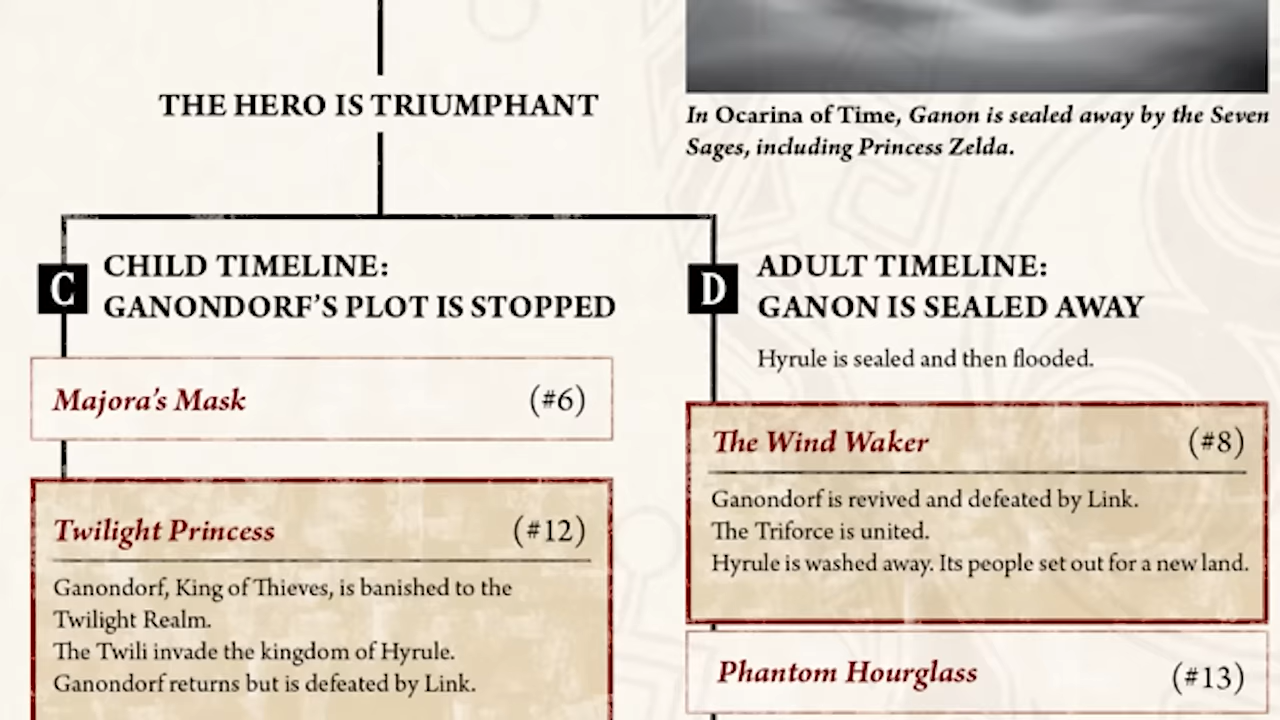 THE HERO IS TRIUMPHANT
In Ocarina of Time, Ganon is sealed away by the Seven
Sages, including Princess Zelda.
C
CHILD TIMELINE:
GANONDORF’S PLOT IS STOPPED
Majora’s Mask (#6)
Twilight Princess (#12)
Ganondorf, King of Thieves, is banished to the
Twilight Realm.
The Twili invade the kingdom of Hyrule.
Ganondorf returns but is defeated by Link.
D
ADULT TIMELINE:
GANON IS SEALED AWAY
Hyrule is sealed and then flooded.
The Wind Waker (#8)
Ganondorf is revived and defeated by Link.
The Triforce is united.
Hyrule is washed away. Its people set out for a new land.
Phantom Hourglass (#13)